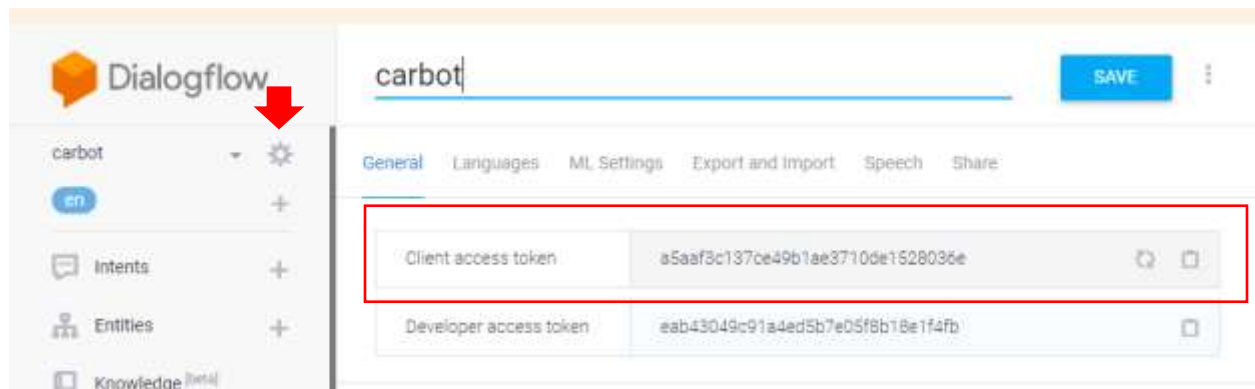 Dialogflow
carbot
SAVE
carbot
en
General Languages ML Settings Export and Import Speech Share
Client access token a5aaf3c137ce49b1ae3710de1528036e
Developer access token eab43049c91a4ed5b7e05f8b18e1f4fb
Intents
Entities
Knowledge [beta]